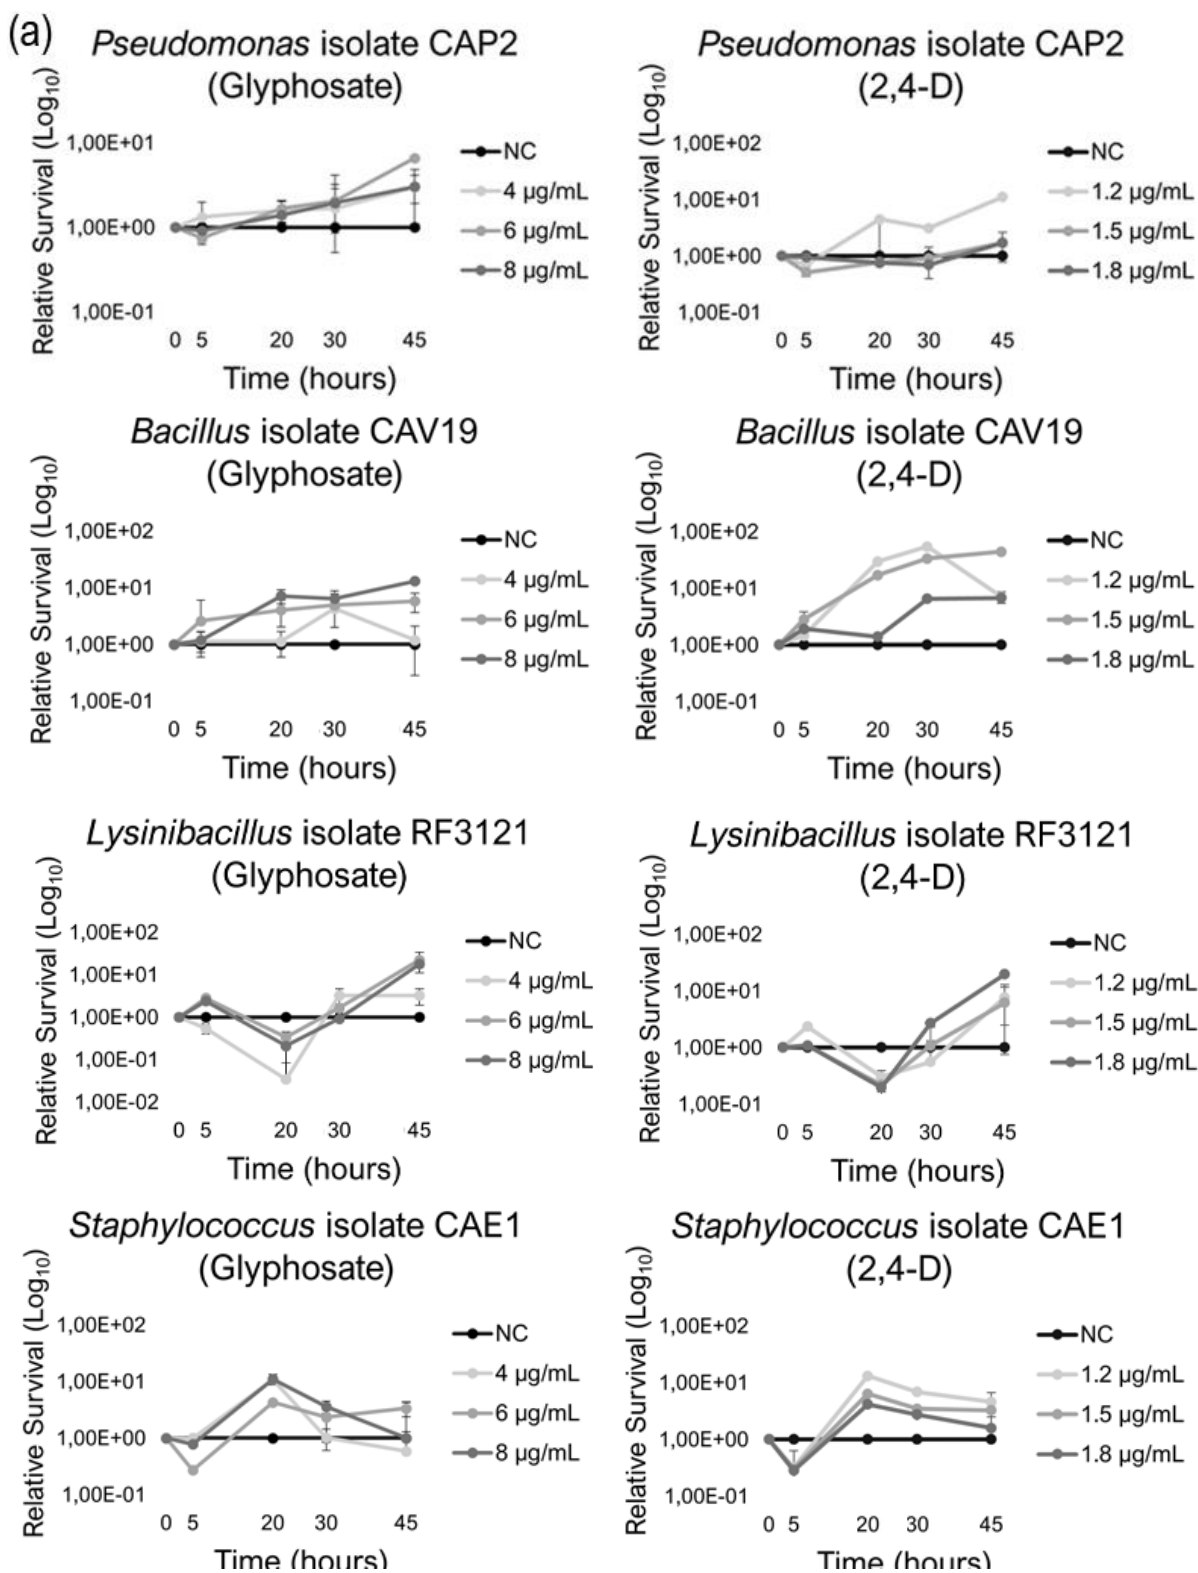 (a)
Pseudomonas isolate CAP2
(Glyphosate)
Relative Survival (Log10)
1,00E+01
1,00E+00
1,00E-01
0 5 20 30 45
Time (hours)
NC
4 µg/mL
6 µg/mL
8 µg/mL
Pseudomonas isolate CAP2
(2,4-D)
Relative Survival (Log10)
1,00E+02
1,00E+01
1,00E+00
1,00E-01
0 5 20 30 45
Time (hours)
NC
1.2 µg/mL
1.5 µg/mL
1.8 µg/mL
Bacillus isolate CAV19
(Glyphosate)
Relative Survival (Log10)
1,00E+02
1,00E+01
1,00E+00
1,00E-01
0 5 20 30 45
Time (hours)
NC
4 µg/mL
6 µg/mL
8 µg/mL
Bacillus isolate CAV19
(2,4-D)
Relative Survival (Log10)
1,00E+02
1,00E+01
1,00E+00
1,00E-01
0 5 20 30 45
Time (hours)
NC
1.2 µg/mL
1.5 µg/mL
1.8 µg/mL
Lysinibacillus isolate RF3121
(Glyphosate)
Relative Survival (Log10)
1,00E+02
1,00E+01
1,00E+00
1,00E-01
1,00E-02
0 5 20 30 45
Time (hours)
NC
4 µg/mL
6 µg/mL
8 µg/mL
Lysinibacillus isolate RF3121
(2,4-D)
Relative Survival (Log10)
1,00E+02
1,00E+01
1,00E+00
1,00E-01
0 5 20 30 45
Time (hours)
NC
1.2 µg/mL
1.5 µg/mL
1.8 µg/mL
Staphylococcus isolate CAE1
(Glyphosate)
Relative Survival (Log10)
1,00E+02
1,00E+01
1,00E+00
1,00E-01
0 5 20 30 45
Time (hours)
NC
4 µg/mL
6 µg/mL
8 µg/mL
Staphylococcus isolate CAE1
(2,4-D)
Relative Survival (Log10)
1,00E+02
1,00E+01
1,00E+00
1,00E-01
0 5 20 30 45
Time (hours)
NC
1.2 µg/mL
1.5 µg/mL
1.8 µg/mL